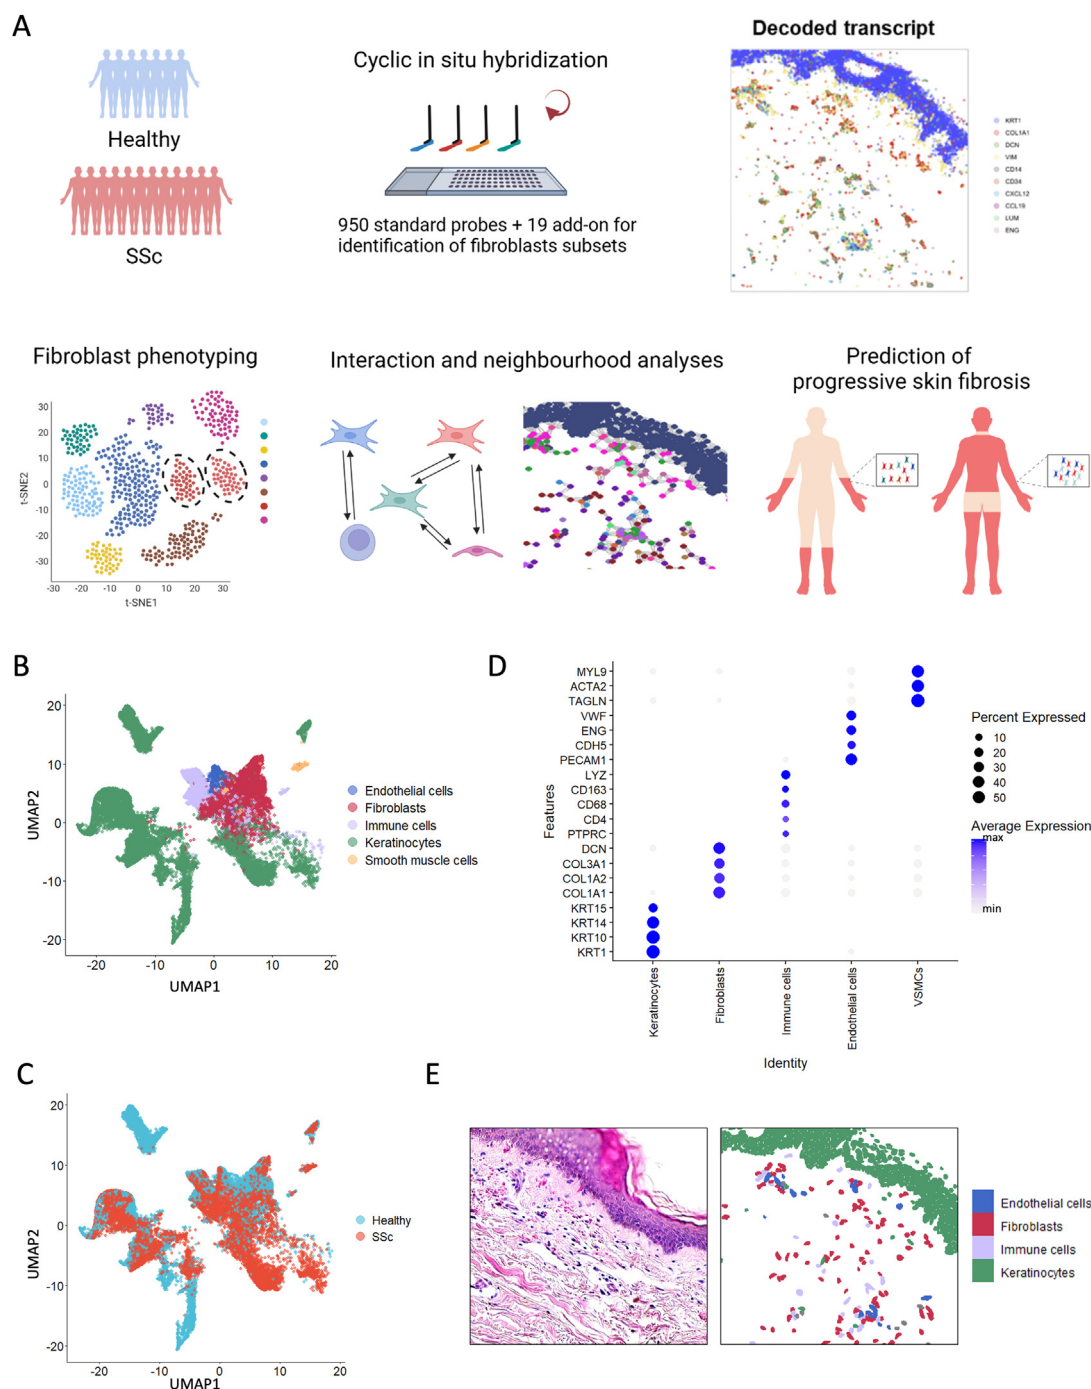 A
Healthy
SSc
Cyclic in situ hybridization
950 standard probes + 19 add-on for
identification of fibroblasts subsets
Decoded transcript
KRT1
COL1A1
DCN
VIM
CD14
CD34
CXCL12
CCL19
LUM
ENG
Fibroblast phenotyping
30
20
10
0
-10
-20
-30
t-SNE2
-30 -20 -10 0 10 20 30
t-SNE1
Interaction and neighbourhood analyses
Prediction of
progressive skin fibrosis
B
20
10
0
-10
-20
UMAP2
-20 -10 0 10 20
UMAP1
Endothelial cells
Fibroblasts
Immune cells
Keratinocytes
Smooth muscle cells
D
MYL9
ACTA2
TAGLN
VWF
ENG
CDH5
PECAM1
LYZ
CD163
CD68
CD4
PTPRC
DCN
COL3A1
COL1A2
COL1A1
KRT15
KRT14
KRT10
KRT1
Features
Keratinocytes
Fibroblasts
Immune cells
Endothelial cells
VSMCs
Identity
Percent Expressed
10
20
30
40
50
Average Expression
max
min
C
20
10
0
-10
-20
UMAP2
-20 -10 0 10 20
UMAP1
Healthy
SSc
E
Endothelial cells
Fibroblasts
Immune cells
Keratinocytes